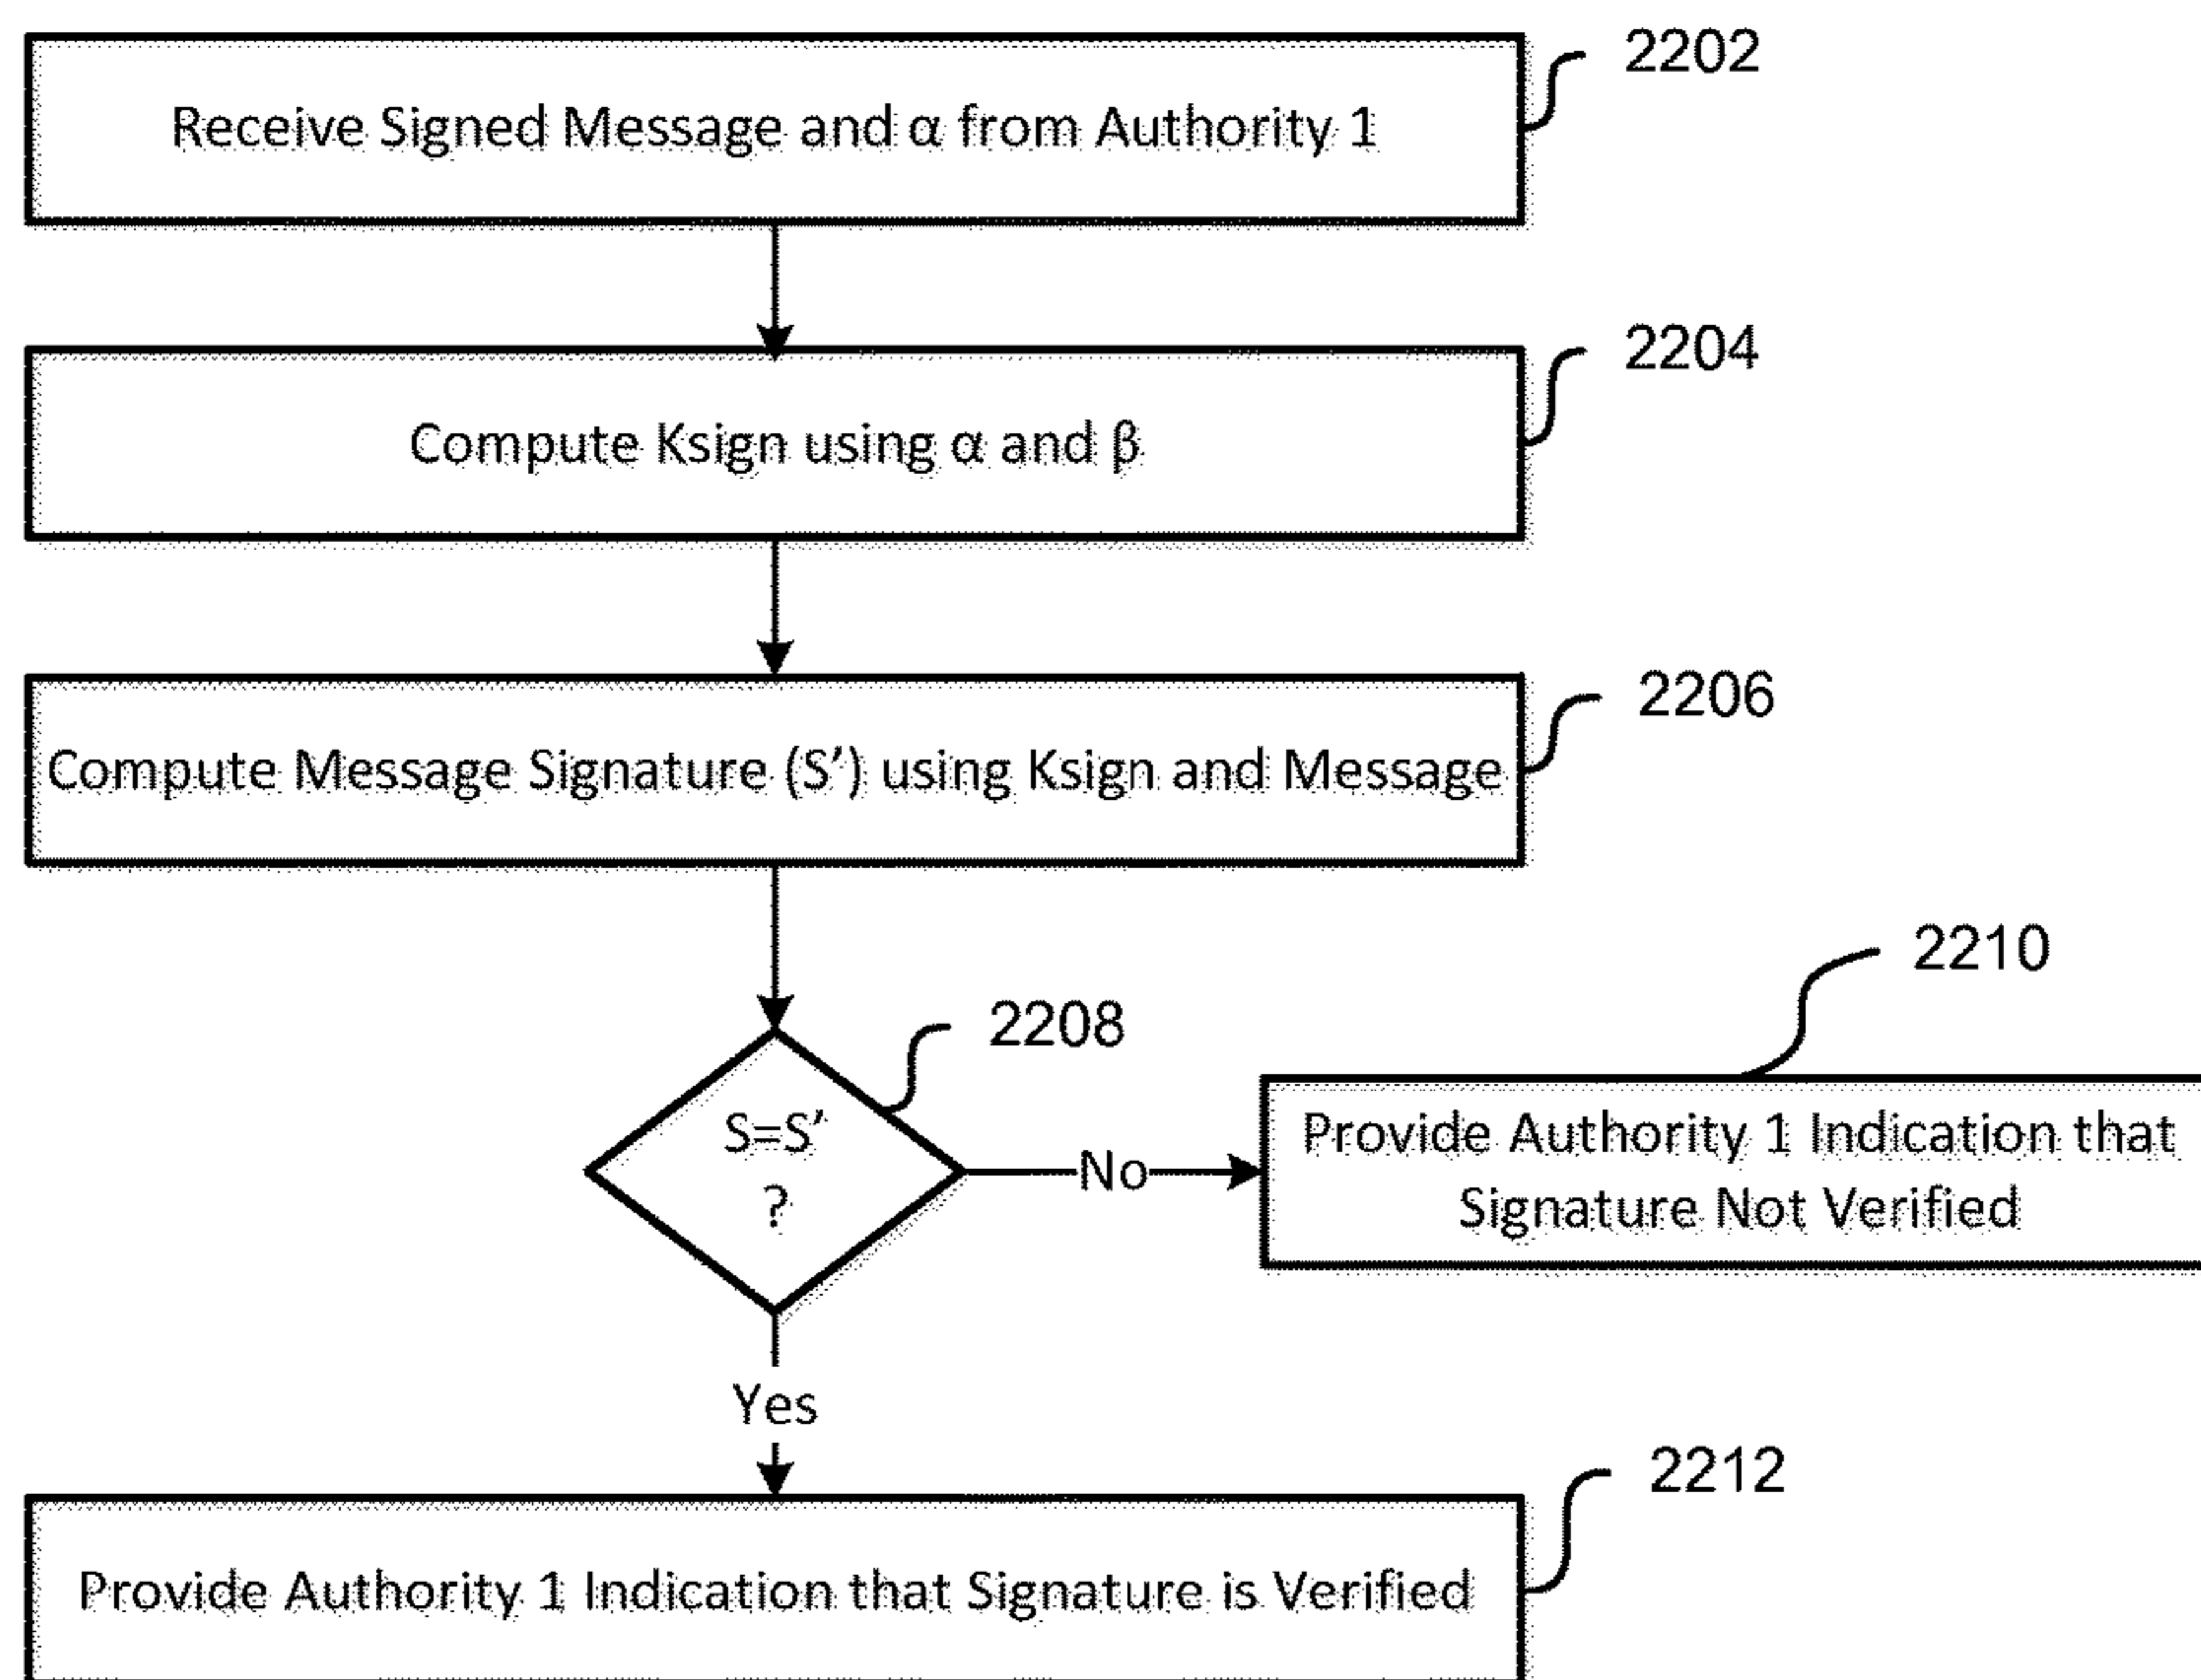 2202
Receive Signed Message and α from Authority 1
2204
Compute Ksign using α and β
2206
Compute Message Signature (S’) using Ksign and Message
2208
S=S’
?
No
2210
Provide Authority 1 Indication that
Signature Not Verified
Yes
2212
Provide Authority 1 Indication that Signature is Verified